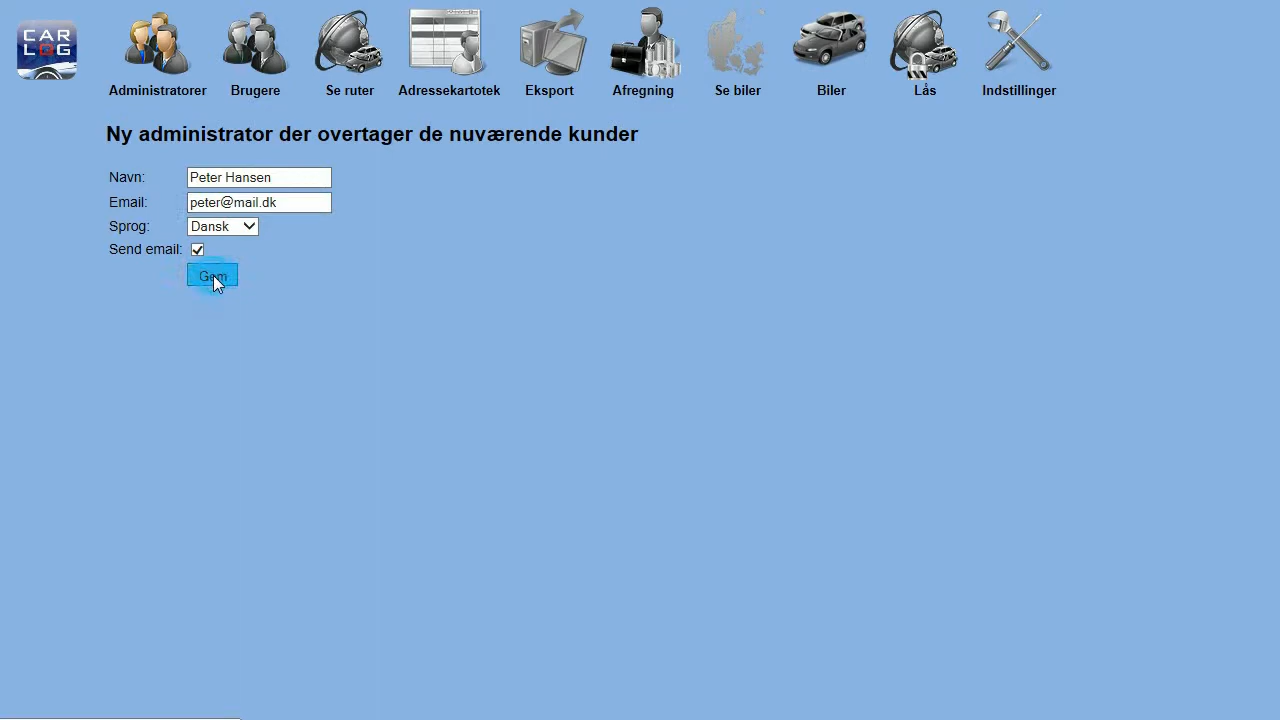 CAR
LOG
Administratorer
Brugere
Se ruter
Adressekartotek
Eksport
Afregning
Se biler
Biler
Lås
Indstillinger
Ny administrator der overtager de nuværende kunder
Navn: Peter Hansen
Email: peter@mail.dk
Sprog: Dansk
Send email:
Gem